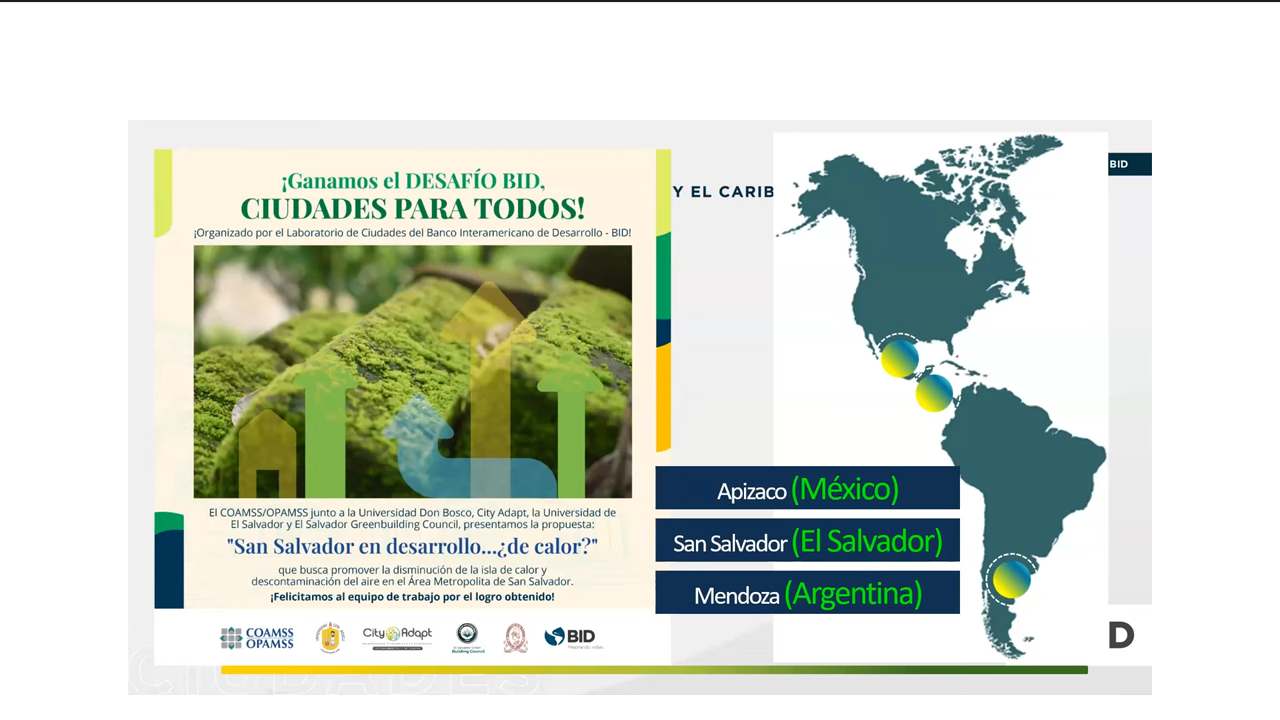 ¡Ganamos el DESAFÍO BID,
CIUDADES PARA TODOS!
¡Organizado por el Laboratorio de Ciudades del Banco Interamericano de Desarrollo - BID!
El COAMSS/OPAMSS junto a la Universidad Don Bosco, City Adapt, la Universidad de
El Salvador y El Salvador Greenbuilding Council, presentamos la propuesta:
"San Salvador en desarrollo...¿de calor?"
que busca promover la disminución de la isla de calor y
descontaminación del aire en el Área Metropolita de San Salvador.
¡Felicitamos al equipo de trabajo por el logro obtenido!
COAMSS
OPAMSS
CityAdapt
Building Council
BID
Y EL CARIB
BID
Apizaco (México)
San Salvador (El Salvador)
Mendoza (Argentina)
D
CIUDADES